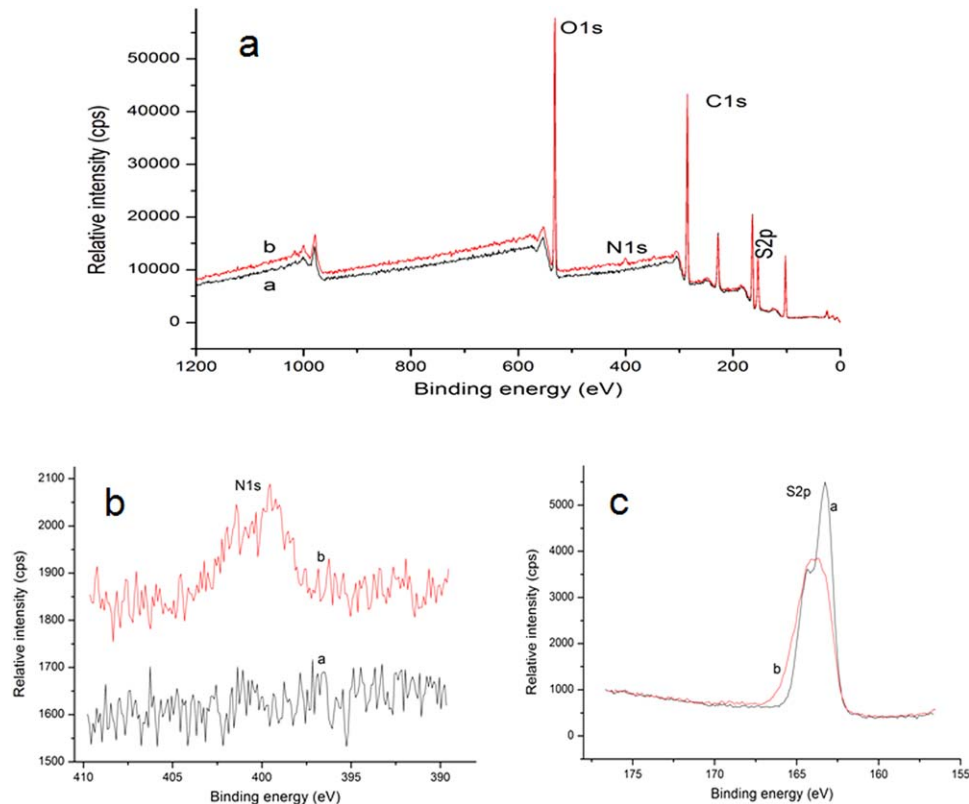 a
O1s
C1s
N1s
S2p
b
a
Relative intensity (cps)
50000
40000
30000
20000
10000
0
1200 1000 800 600 400 200 0
Binding energy (eV)
b
N1s
b
a
Relative intensity (cps)
2100
2000
1900
1800
1700
1600
1500
410 405 400 395 390
Binding energy (eV)
c
S2p
a
b
Relative intensity (cps)
5000
4000
3000
2000
1000
0
175 170 165 160 155
Binding energy (eV)